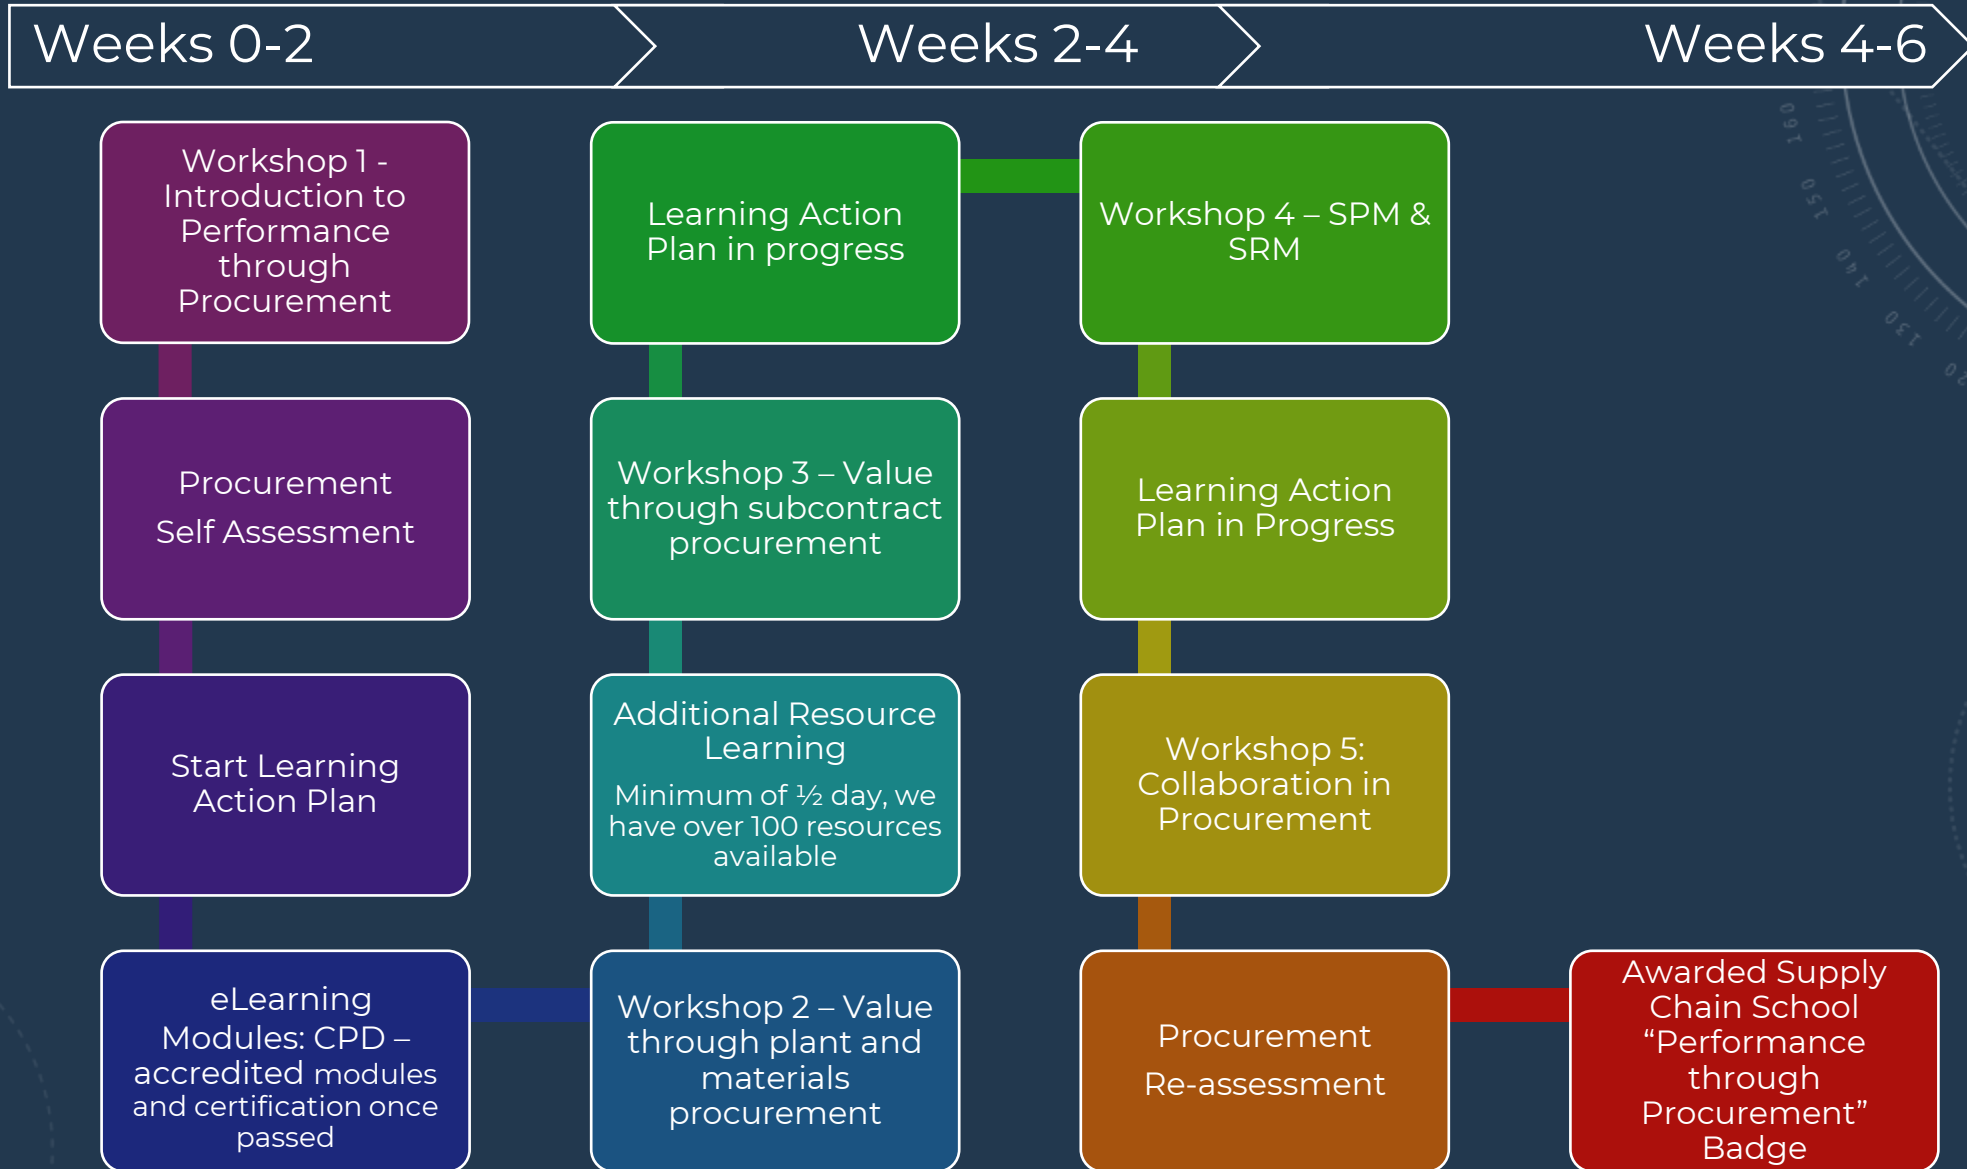 Weeks 0-2
Weeks 2-4
Weeks 4-6
Workshop 1 -
Introduction to
Performance
through
Procurement
Procurement
Self Assessment
Start Learning
Action Plan
eLearning
Modules: CPD –
accredited modules
and certification once
passed
Workshop 2 – Value
through plant and
materials
procurement
Additional Resource
Learning
Minimum of ½ day, we
have over 100 resources
available
Workshop 3 – Value
through subcontract
procurement
Learning Action
Plan in progress
Workshop 4 – SPM &
SRM
Learning Action
Plan in Progress
Workshop 5:
Collaboration in
Procurement
Procurement
Re-assessment
Awarded Supply
Chain School
“Performance
through
Procurement”
Badge
160
150
140
130